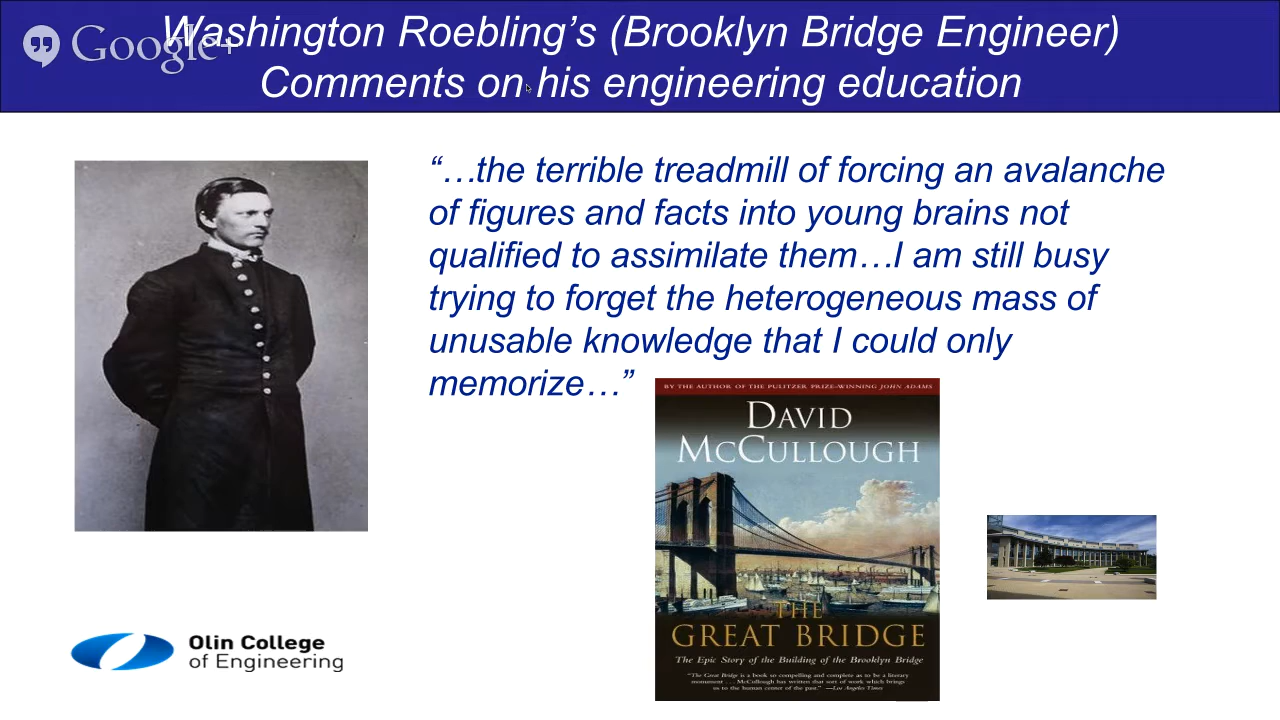 Google+
Washington Roebling's (Brooklyn Bridge Engineer)
Comments on his engineering education
“…the terrible treadmill of forcing an avalanche
of figures and facts into young brains not
qualified to assimilate them…I am still busy
trying to forget the heterogeneous mass of
unusable knowledge that I could only
memorize…”
BY THE AUTHOR OF THE PULITZER PRIZE-WINNING JOHN ADAMS
DAVID
MCCULLOUGH
THE
GREAT BRIDGE
The Epic Story of the Building of the Brooklyn Bridge
"The Great Bridge is a book so compelling and complete as to be a literary
monument . . . McCullough has written that sort of work which brings
us to the human center of the past." —Los Angeles Times
Olin College
of Engineering